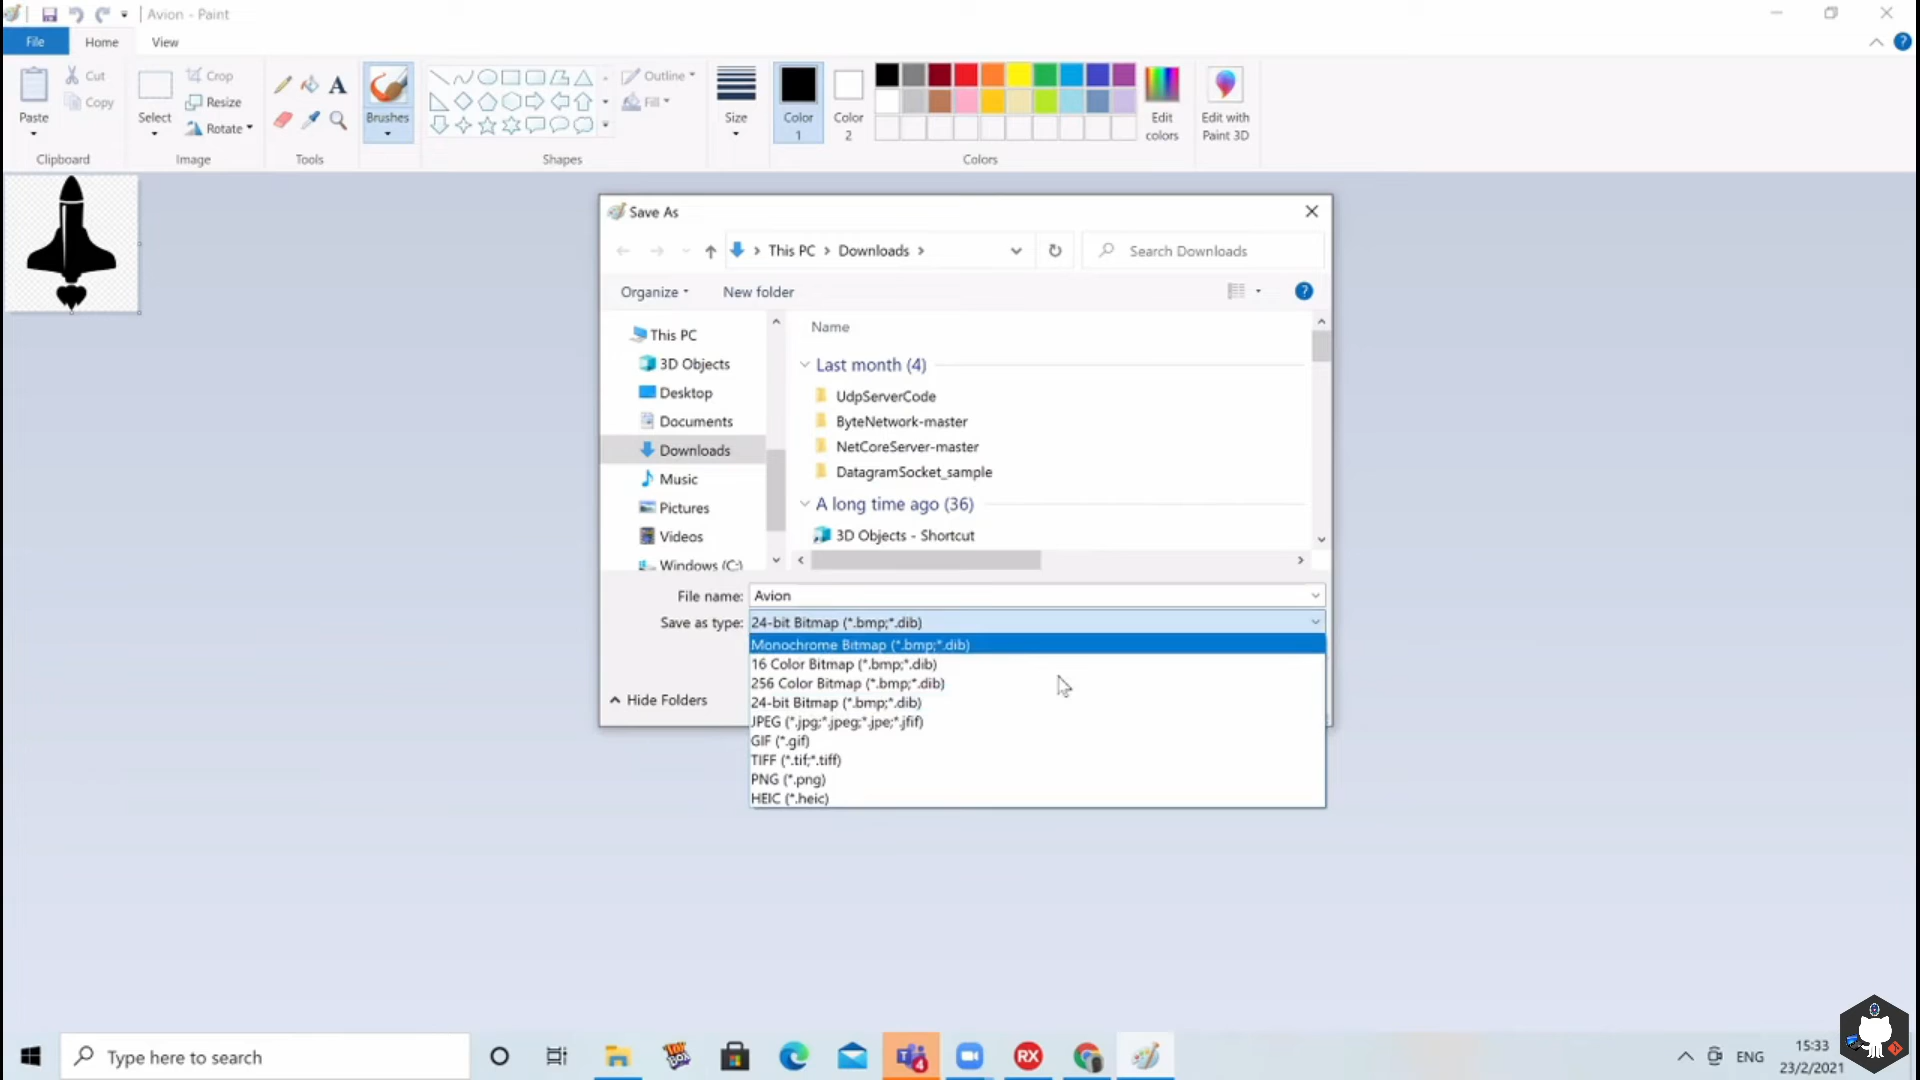 Avion - Paint
File Home View
Paste
Cut
Copy
Clipboard
Select
Crop
Resize
Rotate
Image
A
Tools
Brushes
Shapes
Outline
Fill
Size
Color
1
Color
2
Colors
Edit
colors
Edit with
Paint 3D
Save As
This PC Downloads
Search Downloads
Organize New folder
This PC
3D Objects
Desktop
Documents
Downloads
Music
Pictures
Videos
Windows (C:)
Name
Last month (4)
UdpServerCode
ByteNetwork-master
NetCoreServer-master
DatagramSocket_sample
A long time ago (36)
3D Objects - Shortcut
File name: Avion
Save as type: 24-bit Bitmap (*.bmp;*.dib)
Monochrome Bitmap (*.bmp;*.dib)
16 Color Bitmap (*.bmp;*.dib)
256 Color Bitmap (*.bmp;*.dib)
24-bit Bitmap (*.bmp;*.dib)
JPEG (*.jpg;*.jpeg;*.jpe;*.jfif)
GIF (*.gif)
TIFF (*.tif;*.tiff)
PNG (*.png)
HEIC (*.heic)
Hide Folders
Type here to search
4
RX
ENG
15:33
23/2/2021